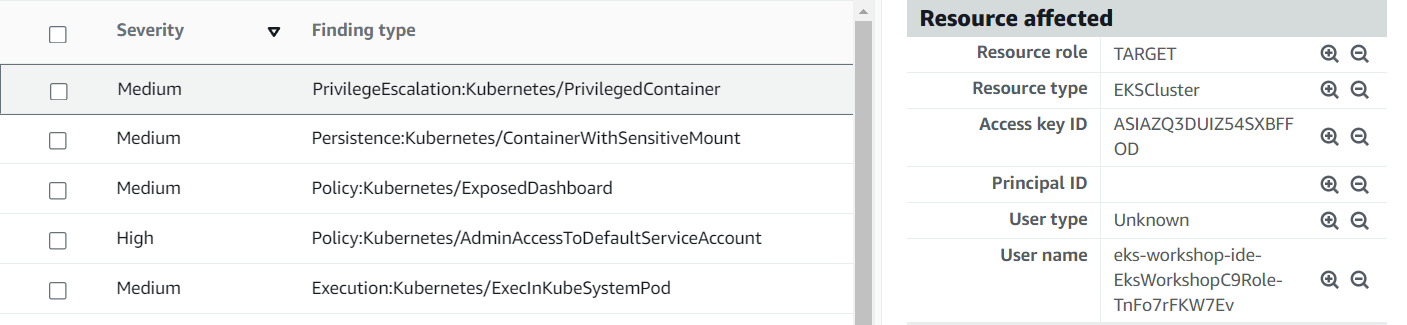 Severity Finding type
Medium PrivilegeEscalation:Kubernetes/PrivilegedContainer
Medium Persistence:Kubernetes/ContainerWithSensitiveMount
Medium Policy:Kubernetes/ExposedDashboard
High Policy:Kubernetes/AdminAccessToDefaultServiceAccount
Medium Execution:Kubernetes/ExecInKubeSystemPod
Resource affected
Resource role TARGET
Resource type EKSCluster
Access key ID ASIAZQ3DUIZ54SXBFF
OD
Principal ID
User type Unknown
User name eks-workshop-ide-
EksWorkshopC9Role-
TnFo7rFKW7Ev